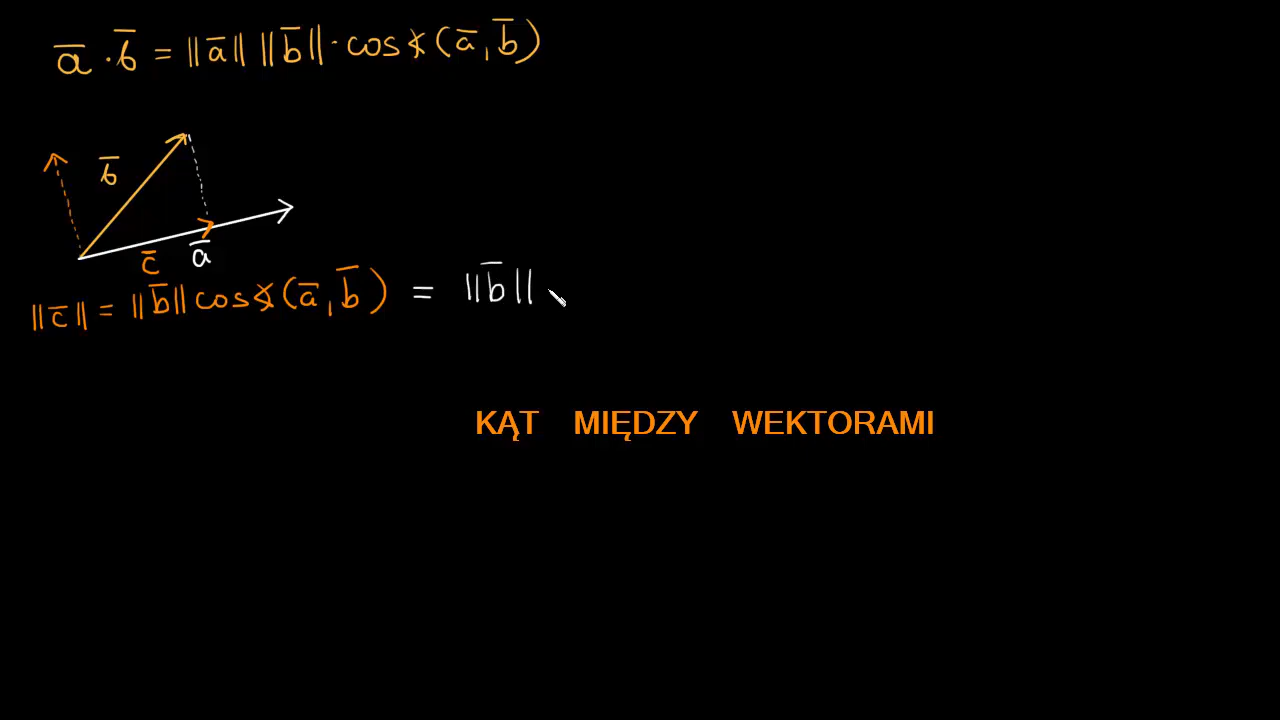 a̅ · b̅ = ||a̅|| ||b̅|| · cos∢(a̅, b̅)
b̅
c̅ a̅
||c̅|| = ||b̅|| cos∢(a̅, b̅) = ||b̅||
KĄT MIĘDZY WEKTORAMI